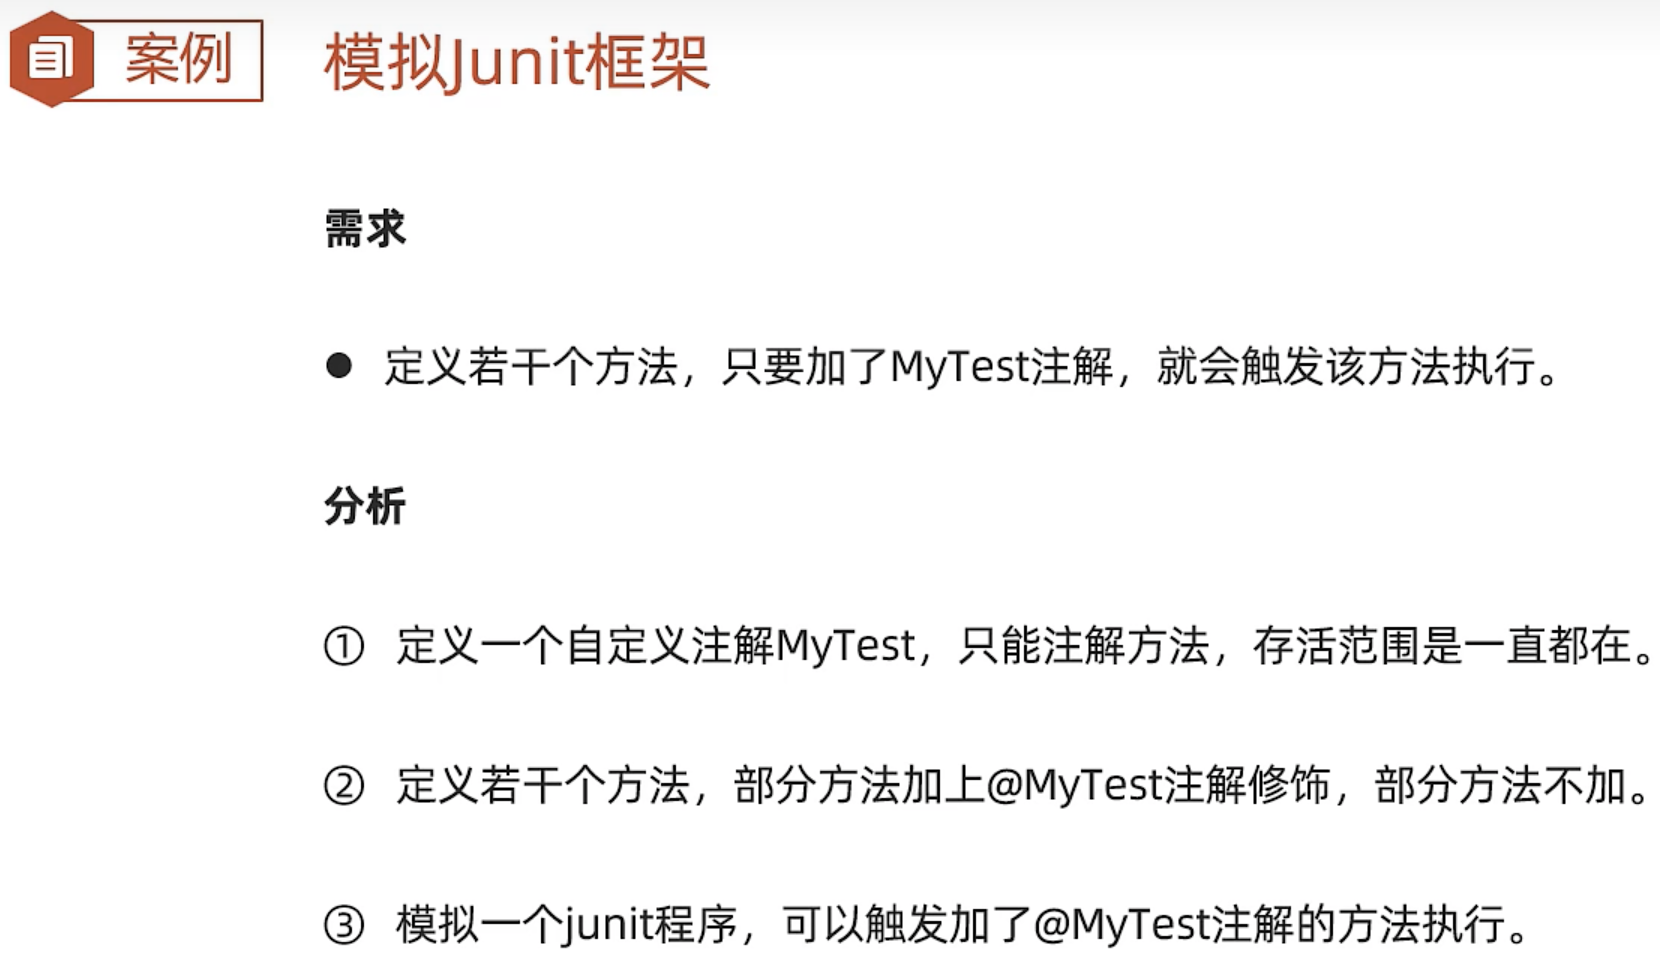 案例
模拟Junit框架
需求
● 定义若干个方法，只要加了MyTest注解，就会触发该方法执行。
分析
① 定义一个自定义注解MyTest，只能注解方法，存活范围是一直都在。
② 定义若干个方法，部分方法加上@MyTest注解修饰，部分方法不加。
③ 模拟一个junit程序，可以触发加了@MyTest注解的方法执行。